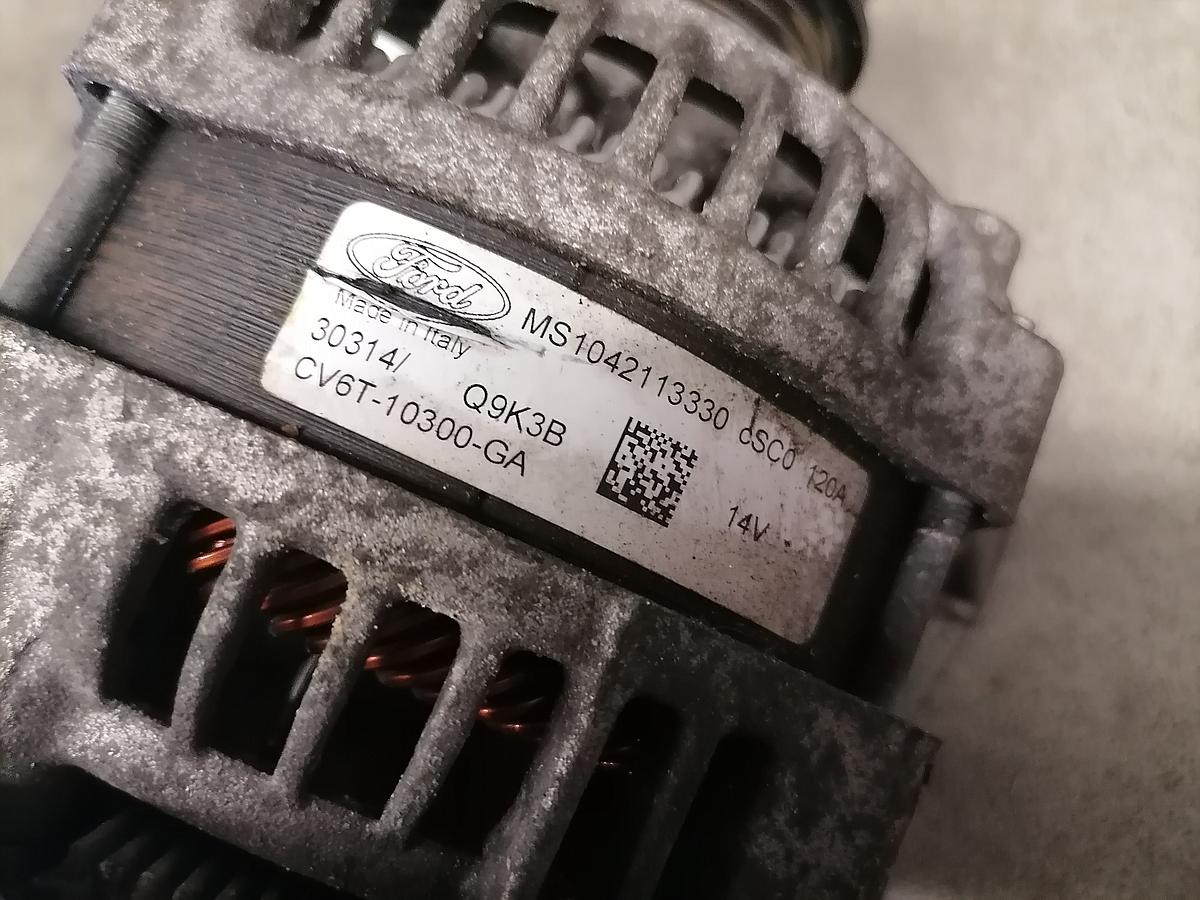 Ford
Made in Italy
MS1042113330 cSC0 120A
30314/ Q9K3B
14V
CV6T-10300-GA